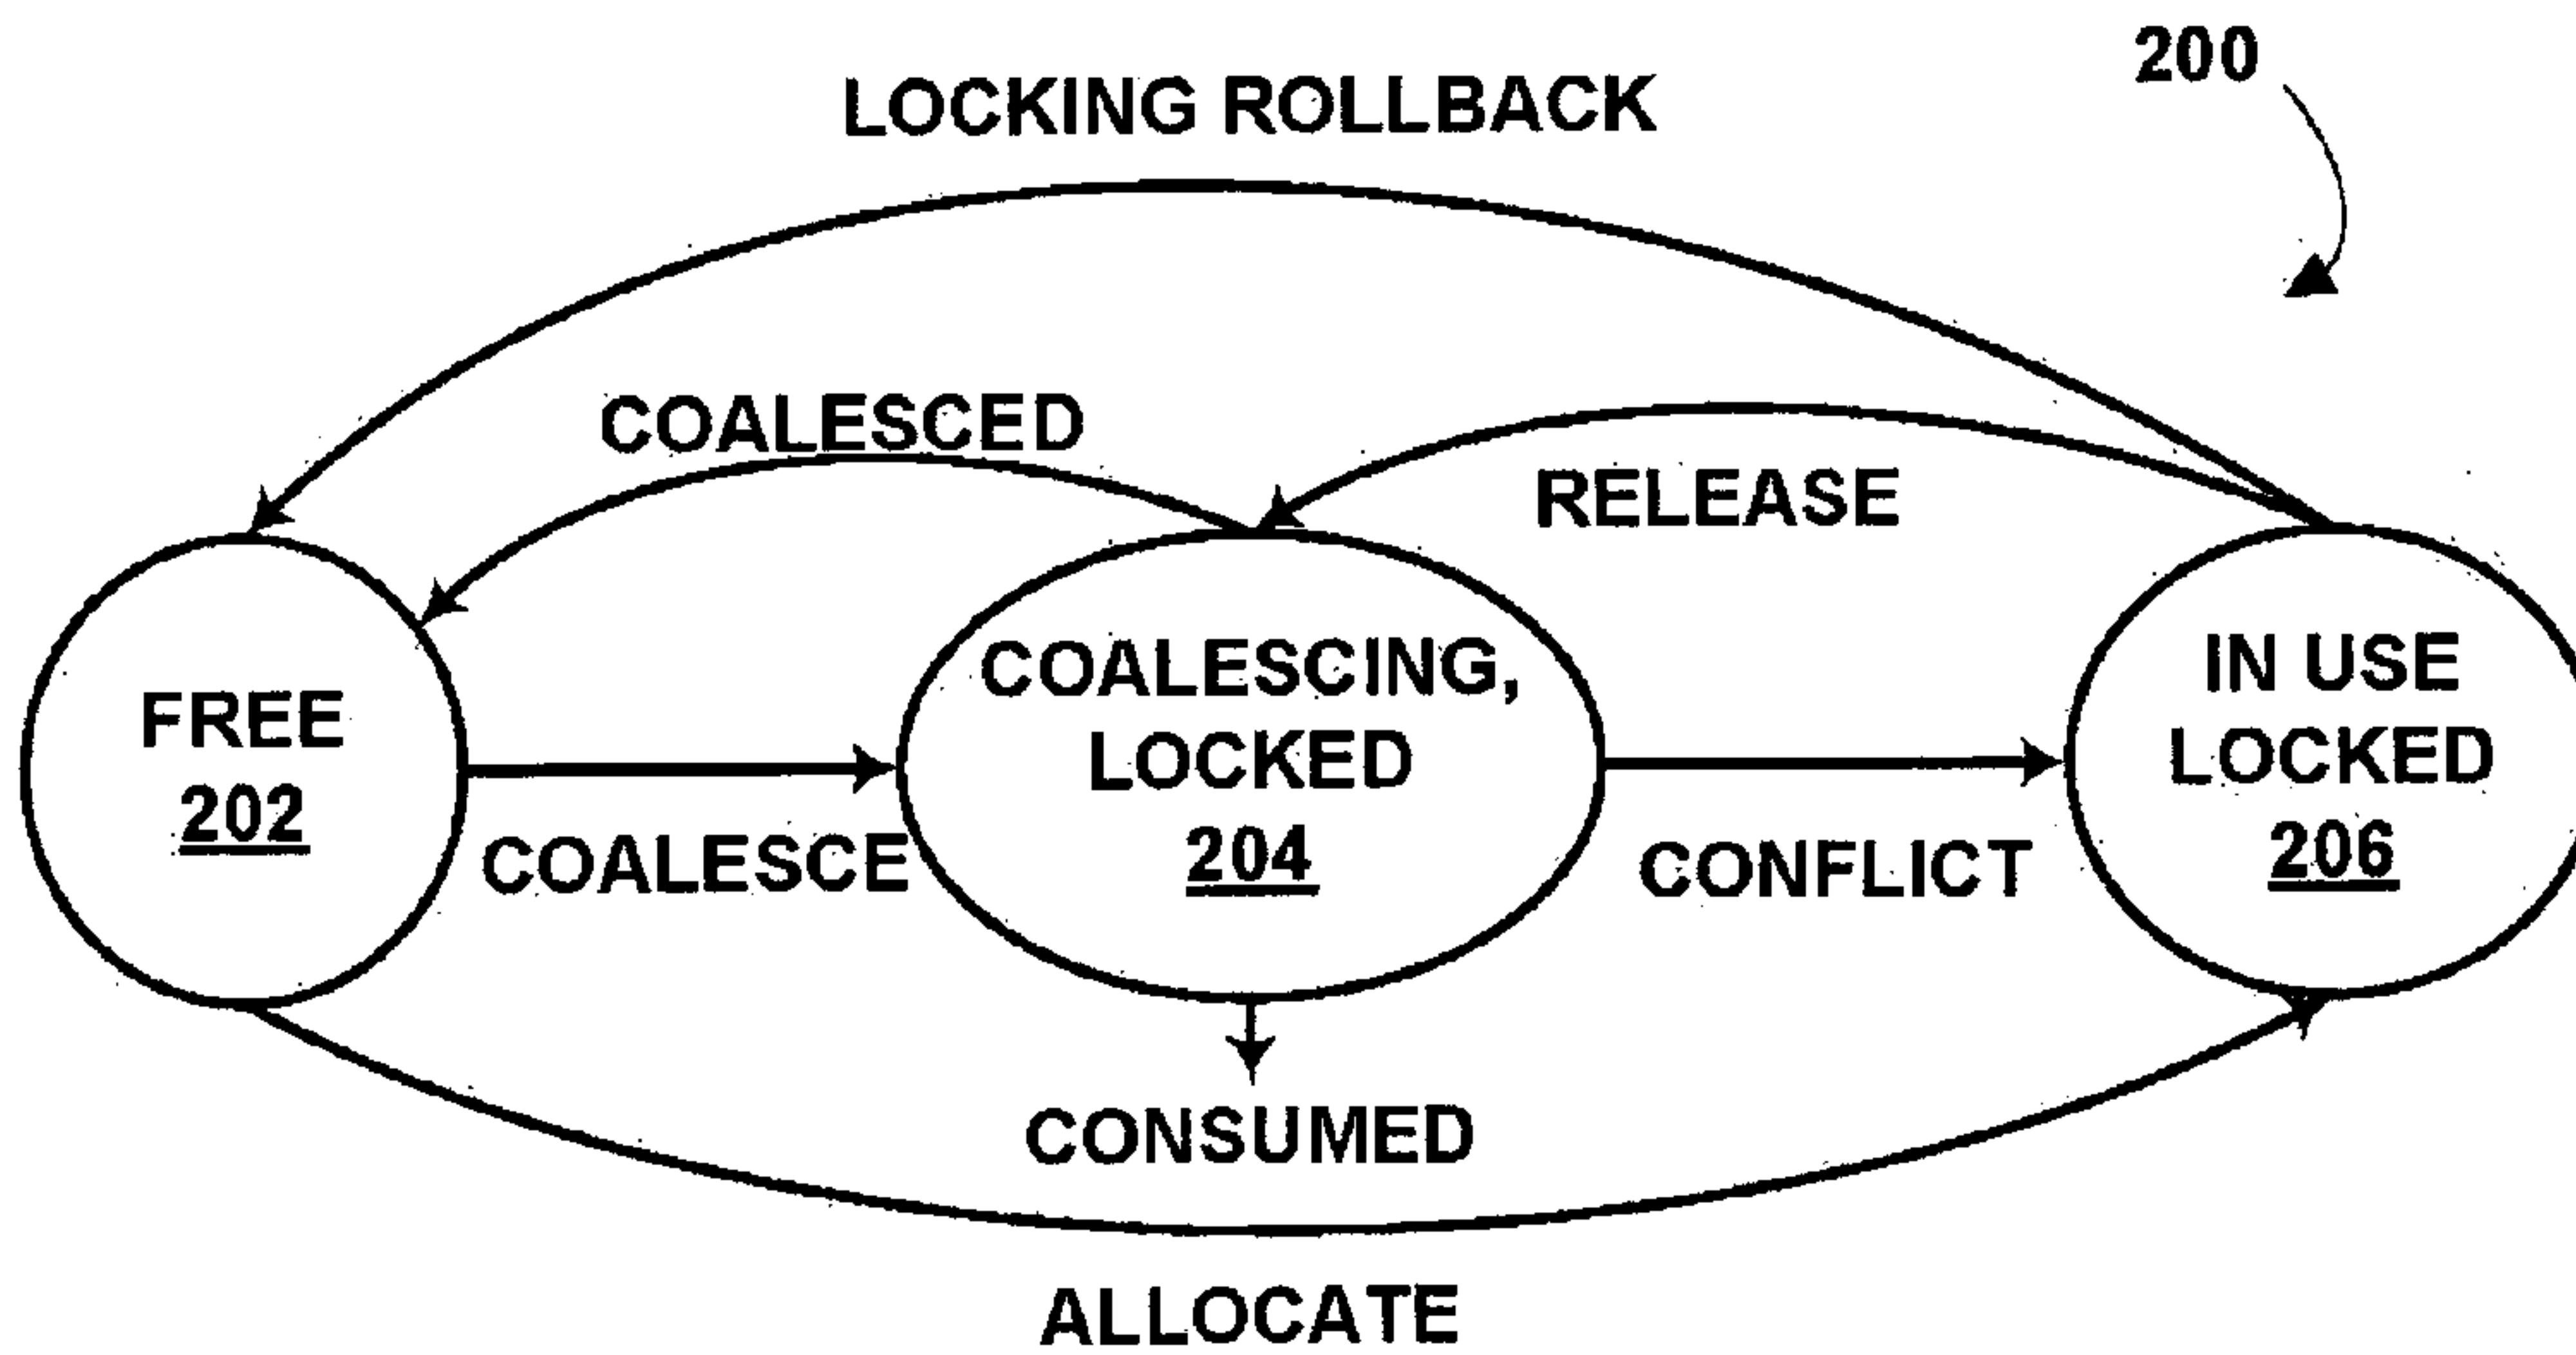 200
LOCKING ROLLBACK
COALESCED
RELEASE
FREE
202
COALESCE
COALESCING,
LOCKED
204
CONFLICT
IN USE
LOCKED
206
CONSUMED
ALLOCATE